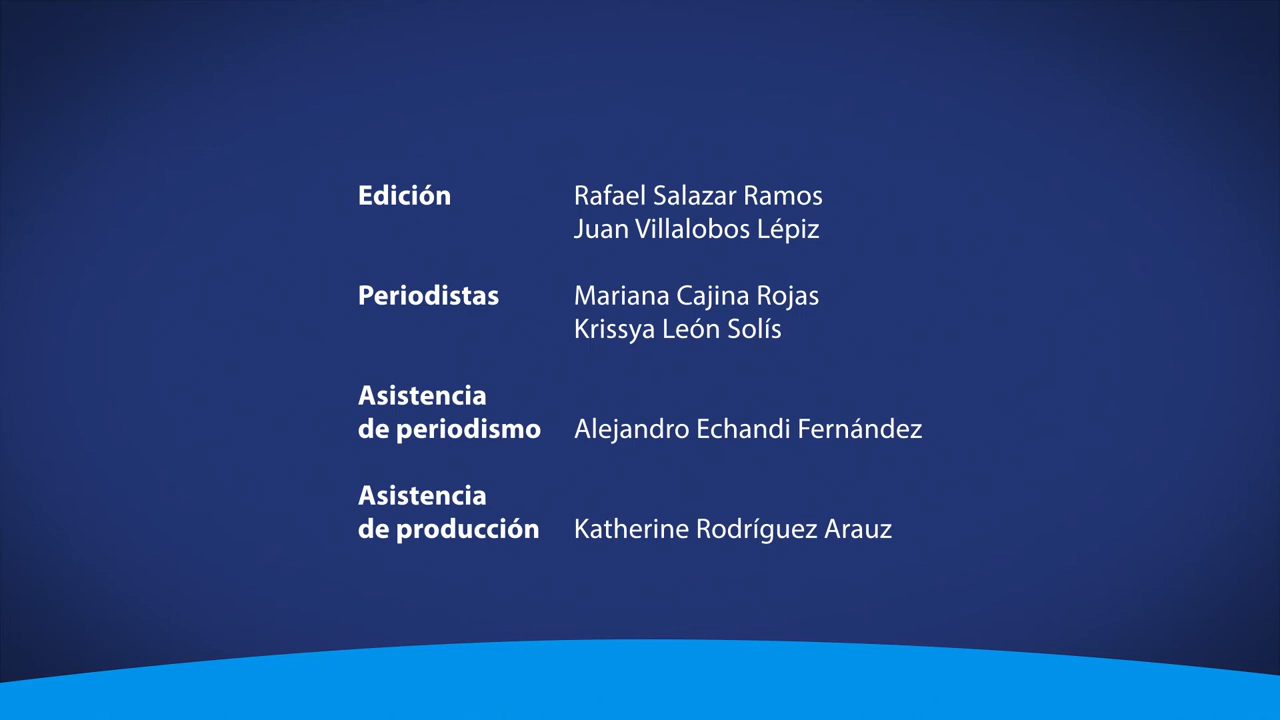 Edición Rafael Salazar Ramos
Juan Villalobos Lépiz
Periodistas Mariana Cajina Rojas
Krissya León Solís
Asistencia
de periodismo Alejandro Echandi Fernández
Asistencia
de producción Katherine Rodríguez Arauz